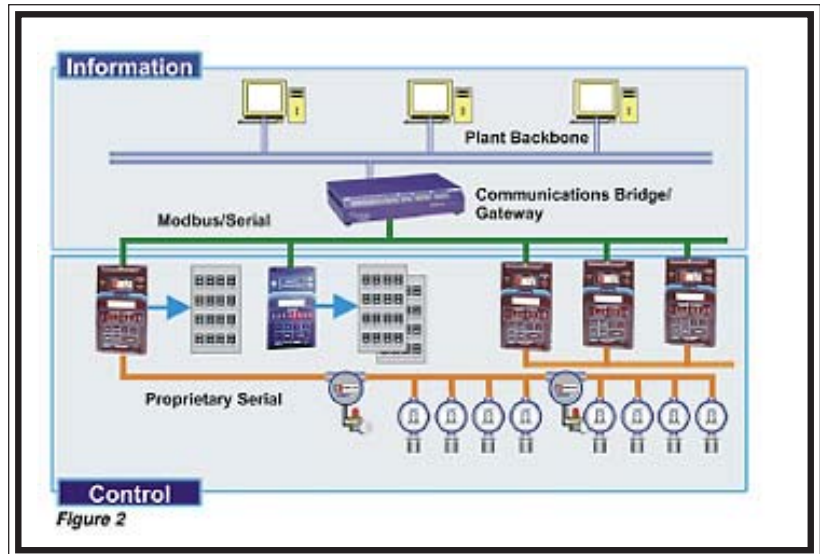 Information
Plant Backbone
Communications Bridge/
Gateway
Modbus/Serial
Proprietary Serial
Control
Figure 2